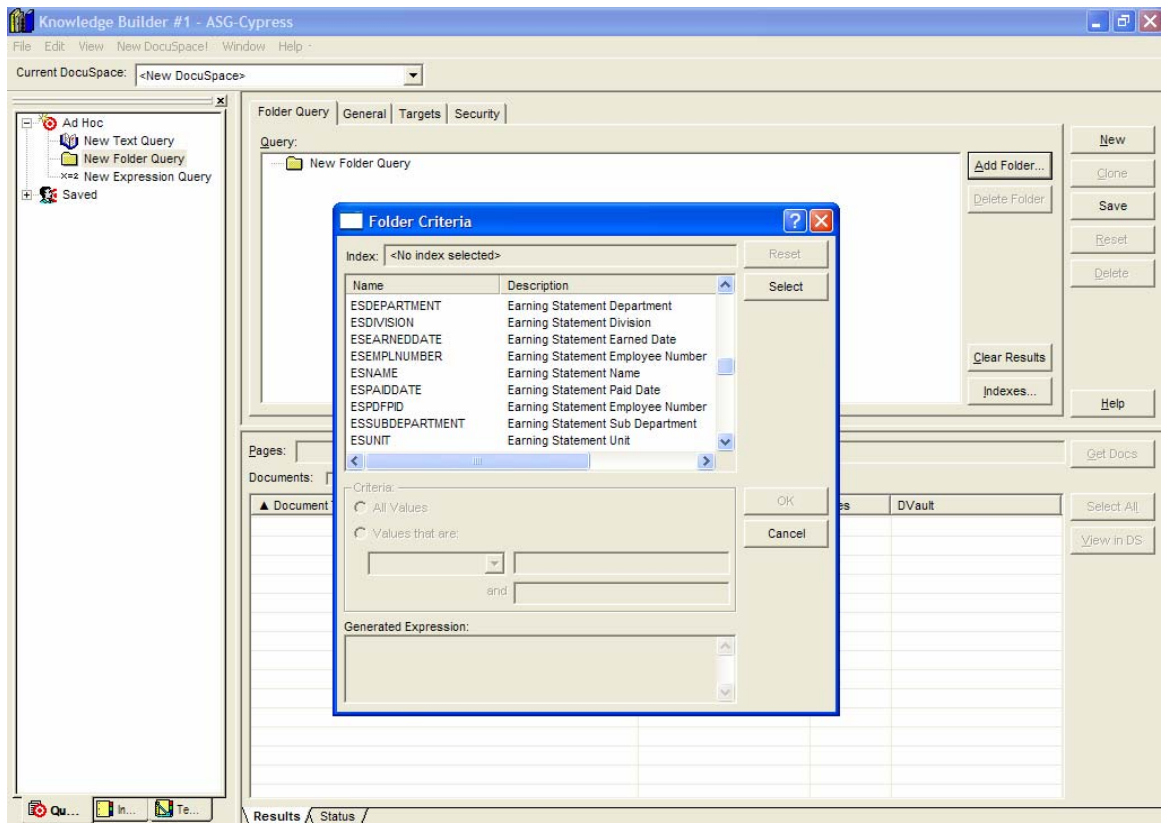 Knowledge Builder #1 - ASG-Cypress
File Edit View New DocuSpace! Window Help
Current DocuSpace: <New DocuSpace>
Ad Hoc
New Text Query
New Folder Query
x=2 New Expression Query
Saved
Folder Query General Targets Security
Query:
New Folder Query
Add Folder...
Delete Folder
Clear Results
Indexes...
New
Clone
Save
Reset
Delete
Help
Folder Criteria
Index: <No index selected>
Reset
Select
Name Description
ESDEPARTMENT Earning Statement Department
ESDIVISION Earning Statement Division
ESEARNEDDATE Earning Statement Earned Date
ESEMPLNUMBER Earning Statement Employee Number
ESNAME Earning Statement Name
ESPAIDDATE Earning Statement Paid Date
ESPDFPID Earning Statement Employee Number
ESSUBDEPARTMENT Earning Statement Sub Department
ESUNIT Earning Statement Unit
Criteria:
All Values
Values that are:
and
OK
Cancel
Generated Expression:
Pages:
Get Docs
Documents:
Document DVault
Select All
View in DS
Qu... In... Te...
Results Status